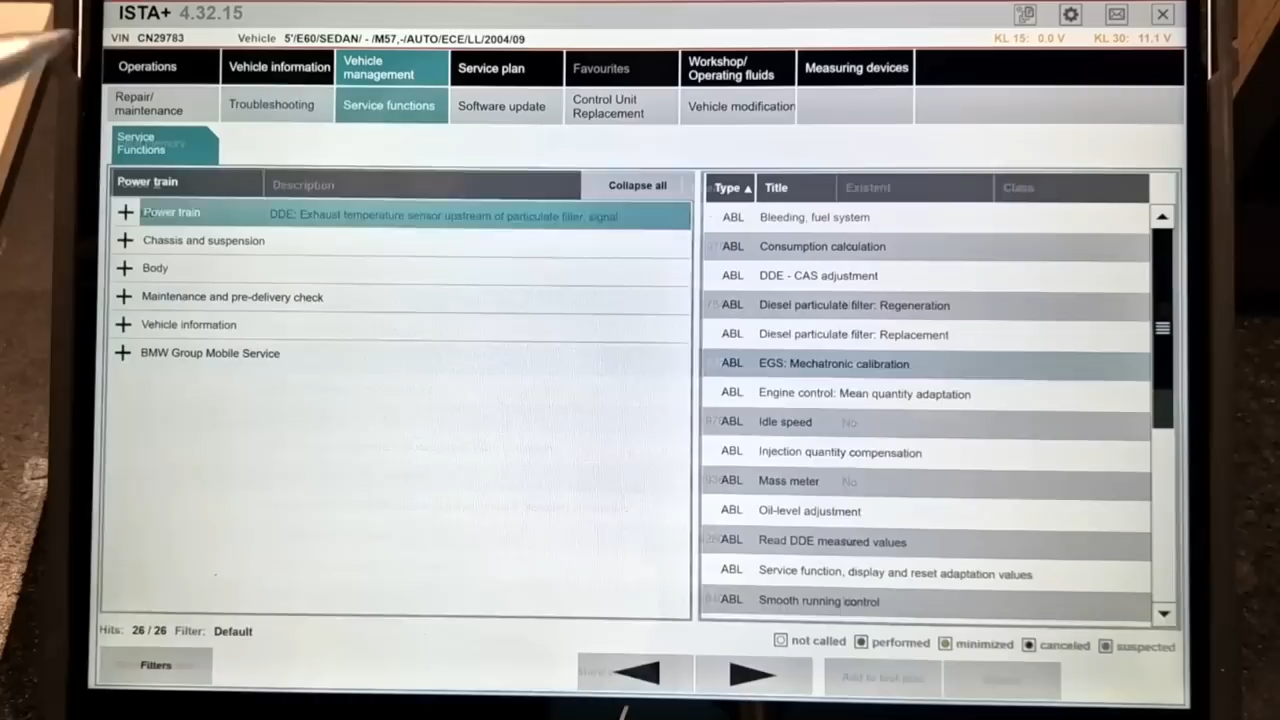 ISTA+ 4.32.15
VIN CN29783 Vehicle 5'/E60/SEDAN/ - /M57,-/AUTO/ECE/LL/2004/09 KL 15: 0.0 V KL 30: 11.1 V
Operations Vehicle information Vehicle management Service plan Favourites Workshop/ Operating fluids Measuring devices
Repair/ maintenance Troubleshooting Service functions Software update Control Unit Replacement Vehicle modification
Service Functions
Power train Description Collapse all
Power train DDE: Exhaust temperature sensor upstream of particulate filter, signal
Chassis and suspension
Body
Maintenance and pre-delivery check
Vehicle information
BMW Group Mobile Service
Type Title Existent Class
ABL Bleeding, fuel system
ABL Consumption calculation
ABL DDE - CAS adjustment
ABL Diesel particulate filter: Regeneration
ABL Diesel particulate filter: Replacement
ABL EGS: Mechatronic calibration
ABL Engine control: Mean quantity adaptation
ABL Idle speed No
ABL Injection quantity compensation
ABL Mass meter No
ABL Oil-level adjustment
ABL Read DDE measured values
ABL Service function, display and reset adaptation values
ABL Smooth running control
Hits: 26 / 26 Filter: Default
not called performed minimized canceled suspected
Filters